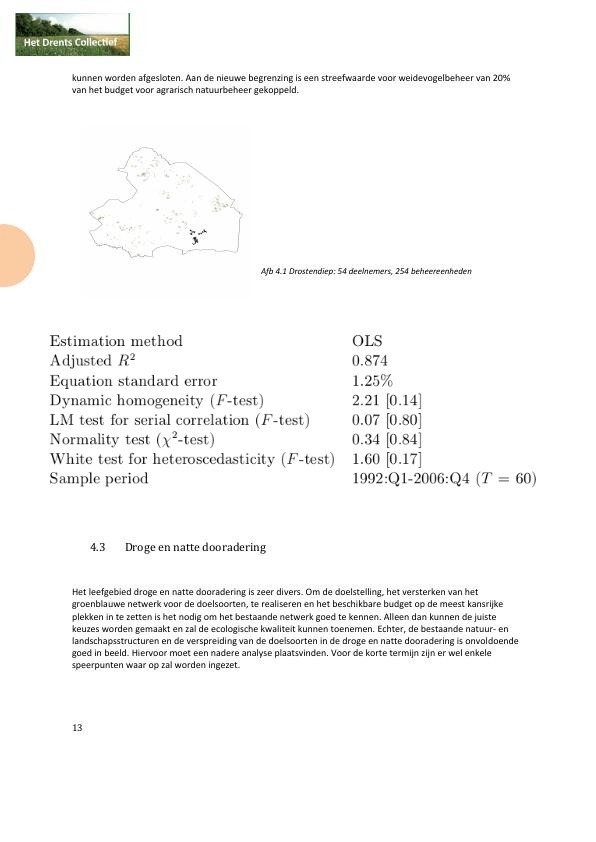 Het Drents Collectief
kunnen worden afgesloten. Aan de nieuwe begrenzing is een streefwaarde voor weidevogelbeheer van 20%
van het budget voor agrarisch natuurbeheer gekoppeld.
Afb 4.1 Drostendiep: 54 deelnemers, 254 beheereenheden
Estimation method OLS
Adjusted R² 0.874
Equation standard error 1.25%
Dynamic homogeneity (F-test) 2.21 [0.14]
LM test for serial correlation (F-test) 0.07 [0.80]
Normality test (χ²-test) 0.34 [0.84]
White test for heteroscedasticity (F-test) 1.60 [0.17]
Sample period 1992:Q1-2006:Q4 (T = 60)
4.3 Droge en natte dooradering
Het leefgebied droge en natte dooradering is zeer divers. Om de doelstelling, het versterken van het
groenblauwe netwerk voor de doelsoorten, te realiseren en het beschikbare budget op de meest kansrijke
plekken in te zetten is het nodig om het bestaande netwerk goed te kennen. Alleen dan kunnen de juiste
keuzes worden gemaakt en zal de ecologische kwaliteit kunnen toenemen. Echter, de bestaande natuur- en
landschapsstructuren en de verspreiding van de doelsoorten in de droge en natte dooradering is onvoldoende
goed in beeld. Hiervoor moet een nadere analyse plaatsvinden. Voor de korte termijn zijn er wel enkele
speerpunten waar op zal worden ingezet.
13